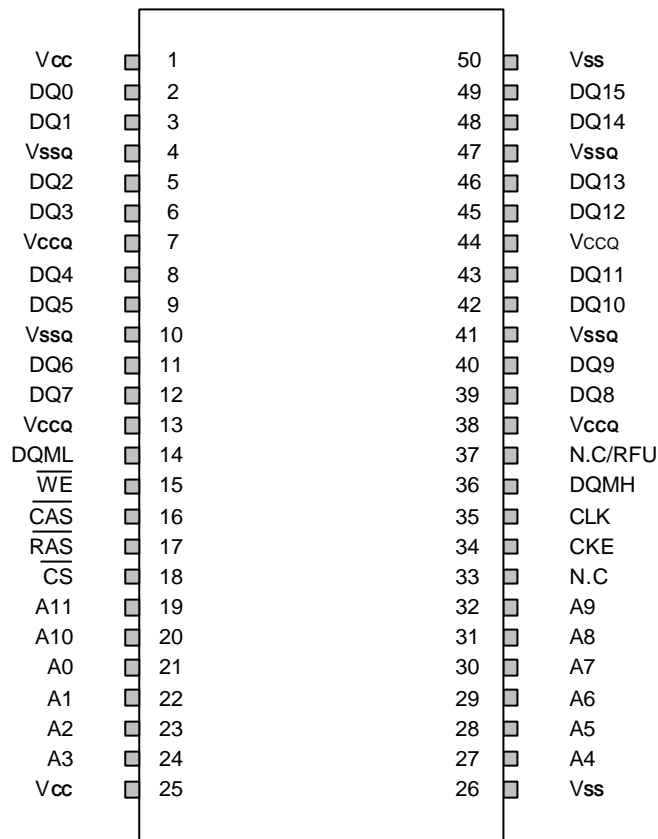 Vcc 1 50 Vss
DQ0 2 49 DQ15
DQ1 3 48 DQ14
VssQ 4 47 VssQ
DQ2 5 46 DQ13
DQ3 6 45 DQ12
VccQ 7 44 VccQ
DQ4 8 43 DQ11
DQ5 9 42 DQ10
VssQ 10 41 VssQ
DQ6 11 40 DQ9
DQ7 12 39 DQ8
VccQ 13 38 VccQ
DQML 14 37 N.C/RFU
W̅E̅ 15 36 DQMH
C̅A̅S̅ 16 35 CLK
R̅A̅S̅ 17 34 CKE
C̅S̅ 18 33 N.C
A11 19 32 A9
A10 20 31 A8
A0 21 30 A7
A1 22 29 A6
A2 23 28 A5
A3 24 27 A4
Vcc 25 26 Vss